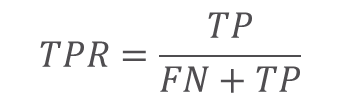 TPR = TP / FN + TP